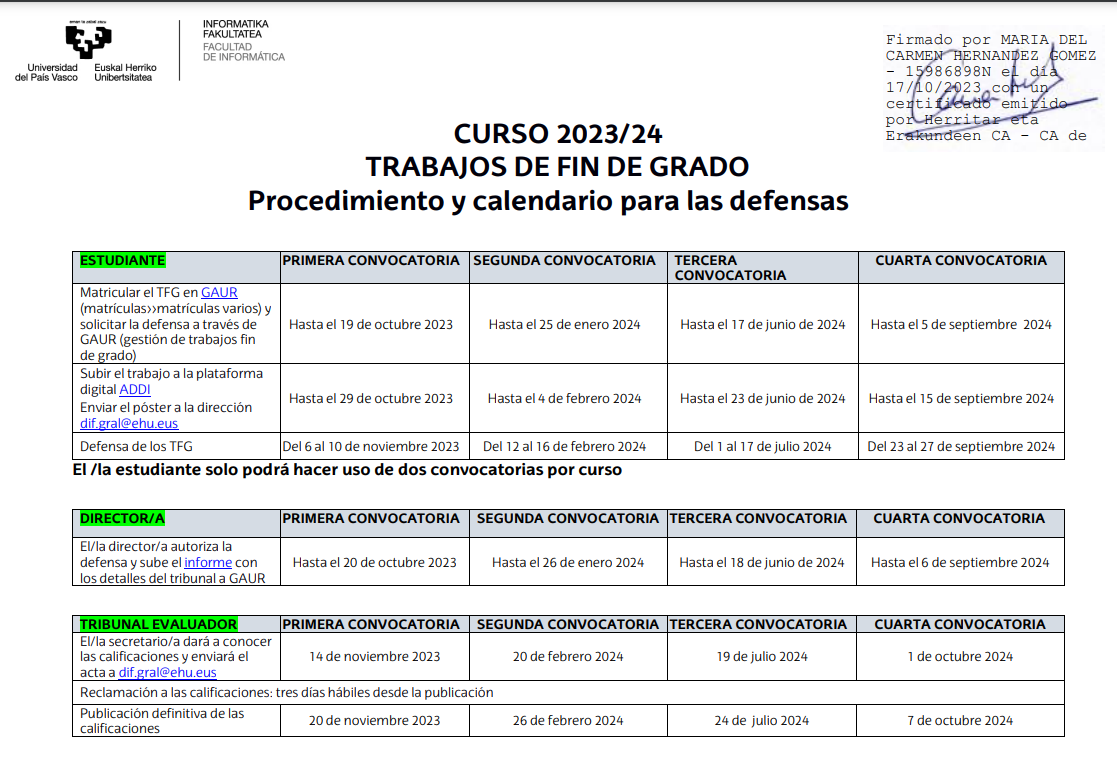 eman ta zabal zazu
Universidad
del País Vasco
Euskal Herriko
Unibertsitatea
INFORMATIKA
FAKULTATEA
FACULTAD
DE INFORMÁTICA
Firmado por MARIA DEL
CARMEN HERNANDEZ GOMEZ
- 15986898N el día
17/10/2023 con un
certificado emitido
por Herritar eta
Erakundeen CA - CA de
CURSO 2023/24
TRABAJOS DE FIN DE GRADO
Procedimiento y calendario para las defensas
ESTUDIANTE PRIMERA CONVOCATORIA SEGUNDA CONVOCATORIA TERCERA CUARTA CONVOCATORIA
CONVOCATORIA
Matricular el TFG en GAUR
(matrículas>>matrículas varios) y
solicitar la defensa a través de
GAUR (gestión de trabajos fin
de grado)
Hasta el 19 de octubre 2023 Hasta el 25 de enero 2024 Hasta el 17 de junio de 2024 Hasta el 5 de septiembre 2024
Subir el trabajo a la plataforma
digital ADDI
Enviar el póster a la dirección
dif.gral@ehu.eus
Hasta el 29 de octubre 2023 Hasta el 4 de febrero 2024 Hasta el 23 de junio de 2024 Hasta el 15 de septiembre 2024
Defensa de los TFG Del 6 al 10 de noviembre 2023 Del 12 al 16 de febrero 2024 Del 1 al 17 de julio 2024 Del 23 al 27 de septiembre 2024
El /la estudiante solo podrá hacer uso de dos convocatorias por curso
DIRECTOR/A PRIMERA CONVOCATORIA SEGUNDA CONVOCATORIA TERCERA CONVOCATORIA CUARTA CONVOCATORIA
El/la director/a autoriza la
defensa y sube el informe con
los detalles del tribunal a GAUR
Hasta el 20 de octubre 2023 Hasta el 26 de enero 2024 Hasta el 18 de junio de 2024 Hasta el 6 de septiembre 2024
TRIBUNAL EVALUADOR PRIMERA CONVOCATORIA SEGUNDA CONVOCATORIA TERCERA CONVOCATORIA CUARTA CONVOCATORIA
El/la secretario/a dará a conocer
las calificaciones y enviará el
acta a dif.gral@ehu.eus
14 de noviembre 2023 20 de febrero 2024 19 de julio 2024 1 de octubre 2024
Reclamación a las calificaciones: tres días hábiles desde la publicación
Publicación definitiva de las
calificaciones
20 de noviembre 2023 26 de febrero 2024 24 de julio 2024 7 de octubre 2024